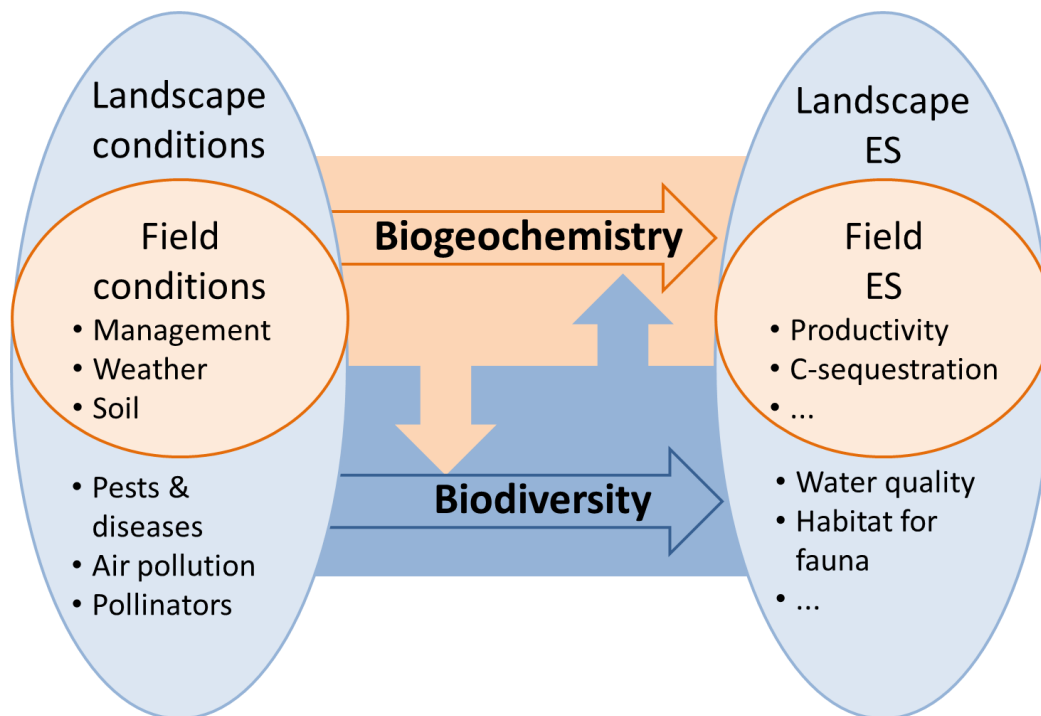 Landscape
conditions
Field
conditions
• Management
• Weather
• Soil
• Pests &
diseases
• Air pollution
• Pollinators
Biogeochemistry
Biodiversity
Landscape
ES
Field
ES
• Productivity
• C-sequestration
• ...
• Water quality
• Habitat for
fauna
• ...